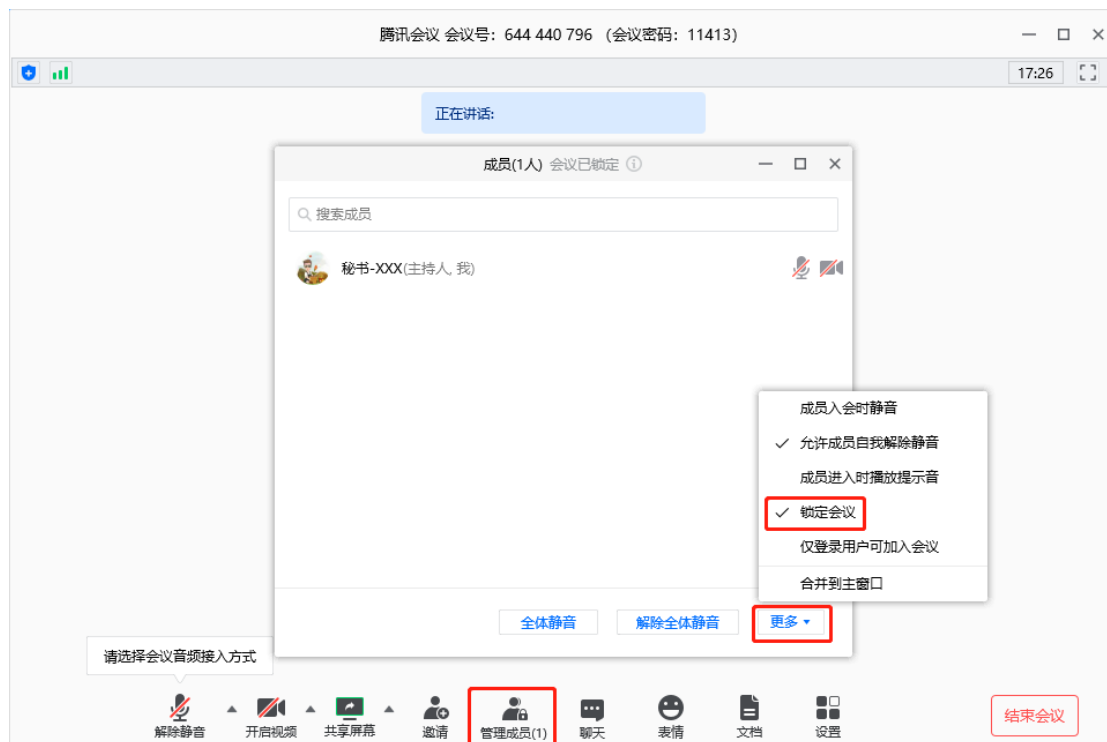 腾讯会议 会议号：644 440 796 （会议密码：11413）
17:26
正在讲话:
成员(1人) 会议已锁定
搜索成员
秘书-XXX(主持人, 我)
成员入会时静音
允许成员自我解除静音
成员进入时播放提示音
锁定会议
仅登录用户可加入会议
合并到主窗口
全体静音 解除全体静音 更多
请选择会议音频接入方式
解除静音 开启视频 共享屏幕 邀请 管理成员(1) 聊天 表情 文档 设置 结束会议